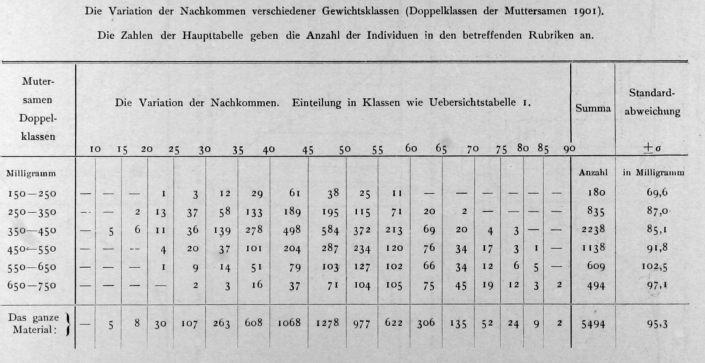 Die Variation der Nachkommen verschiedener Gewichtsklassen (Doppelklassen der Muttersamen 1901).
Die Zahlen der Haupttabelle geben die Anzahl der Individuen in den betreffenden Rubriken an.
Muter-
samen
Doppel-
klassen
Die Variation der Nachkommen. Einteilung in Klassen wie Uebersichtstabelle 1.
Summa
Standard-
abweichung
10 15 20 25 30 35 40 45 50 55 60 65 70 75 80 85 90
± σ
Milligramm Anzahl in Milligramm
150—250 — — — 1 3 12 29 61 38 25 11 — — — — — — 180 69,6
250—350 — — 2 13 37 58 133 189 195 115 71 20 2 — — — — 835 87,0
350—450 — 5 6 11 36 139 278 498 584 372 213 69 20 4 3 — — 2238 85,1
450—550 — — — 4 20 37 101 204 287 234 120 76 34 17 3 1 — 1138 91,8
550—650 — — — 1 9 14 51 79 103 127 102 66 34 12 6 5 — 609 102,5
650—750 — — — — 2 3 16 37 71 104 105 75 45 19 12 3 2 494 97,1
Das ganze
Material: — 5 8 30 107 263 608 1068 1278 977 622 306 135 52 24 9 2 5494 95,3